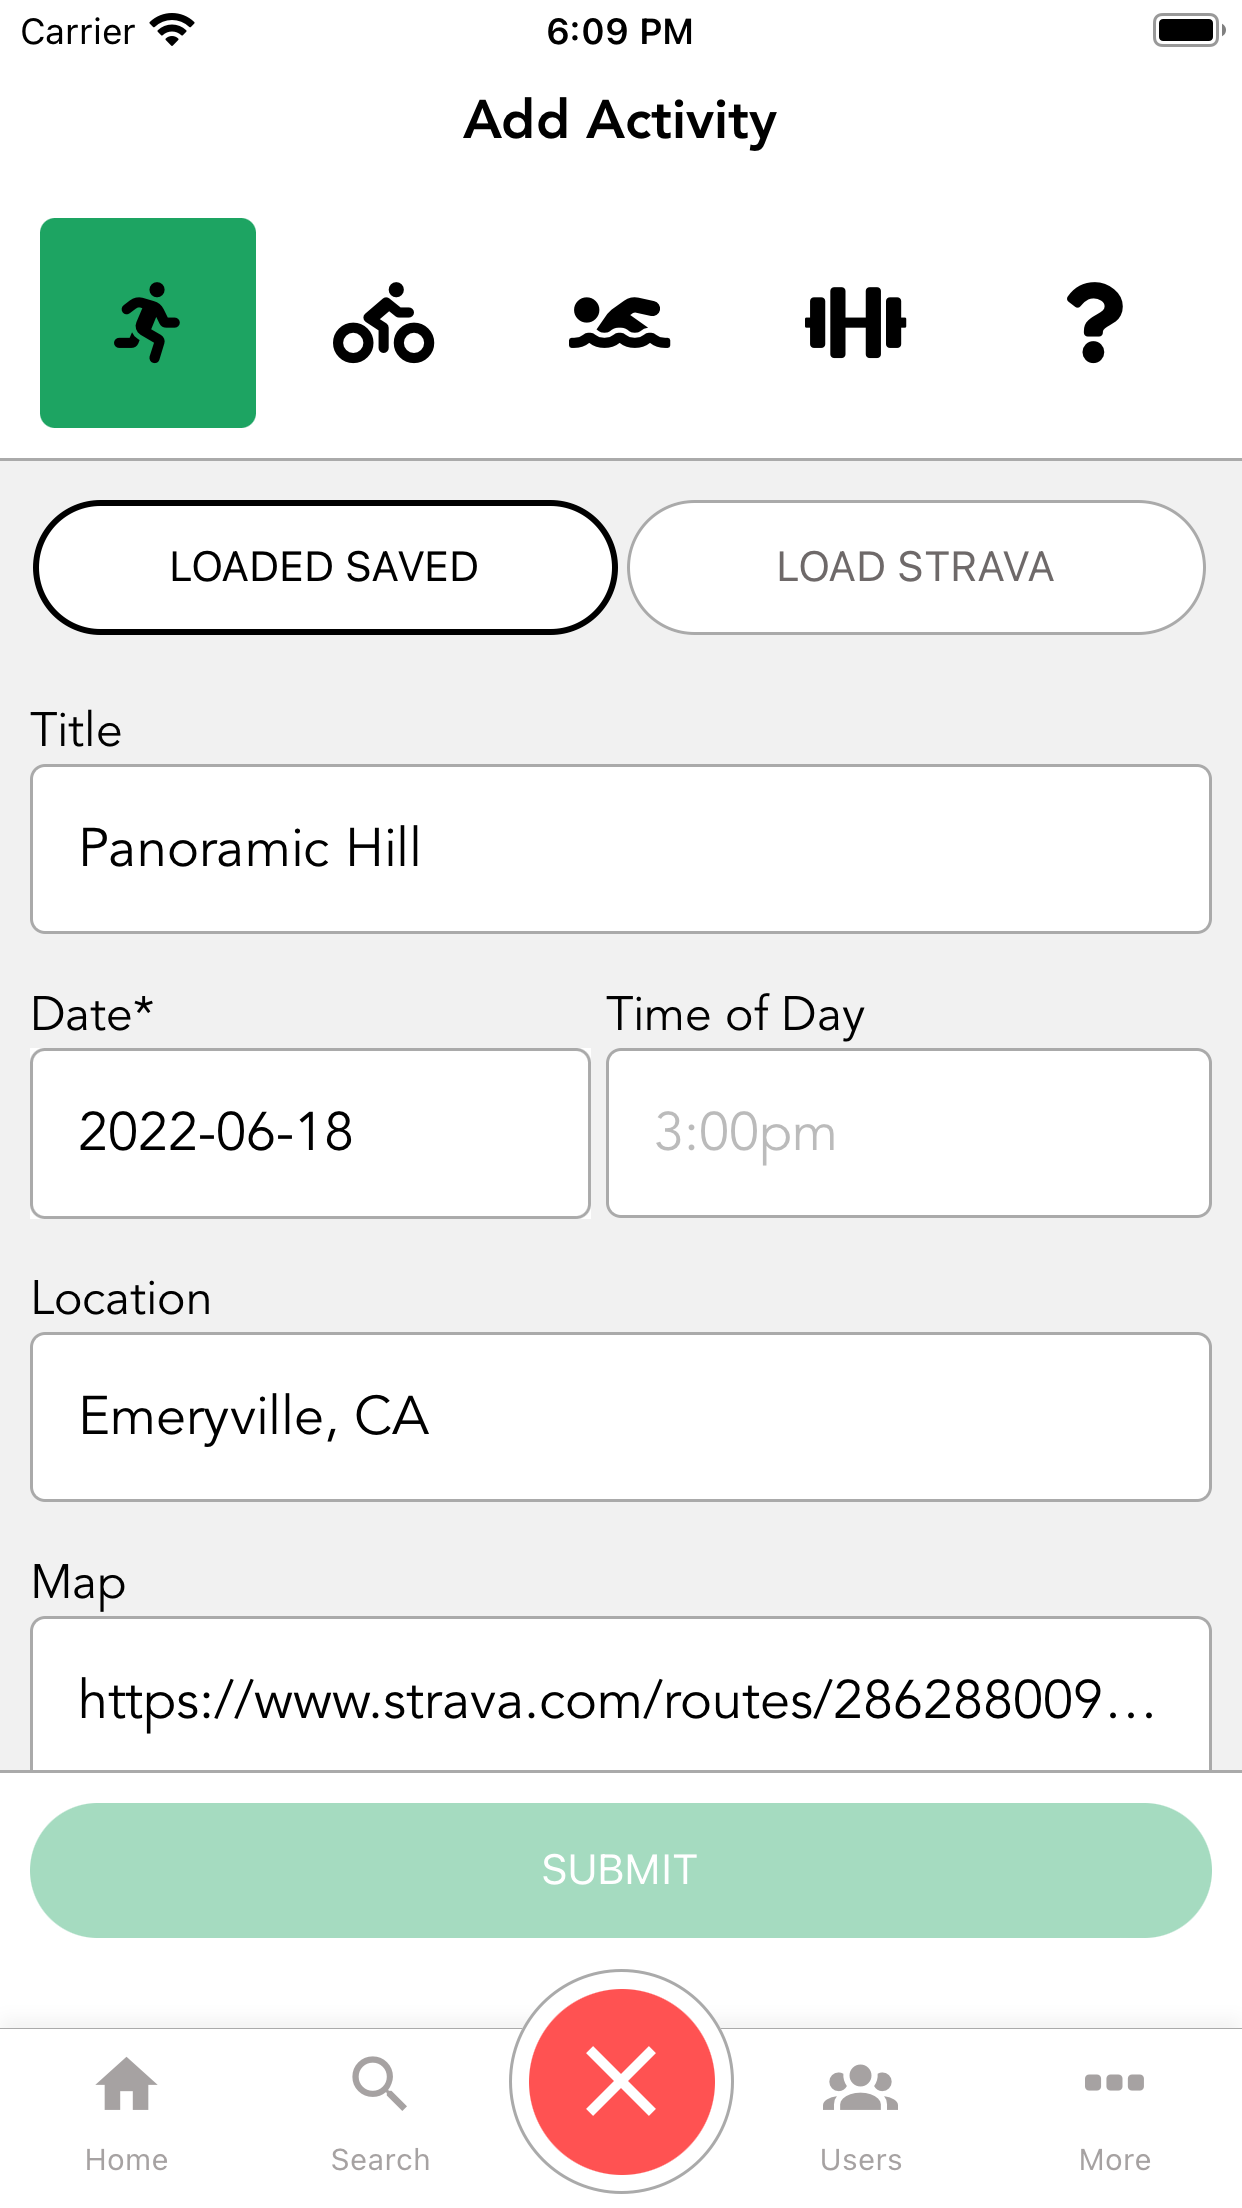 Carrier 6:09 PM
Add Activity
?
LOADED SAVED LOAD STRAVA
Title
Panoramic Hill
Date* Time of Day
2022-06-18 3:00pm
Location
Emeryville, CA
Map
https://www.strava.com/routes/286288009...
SUBMIT
Home Search Users More